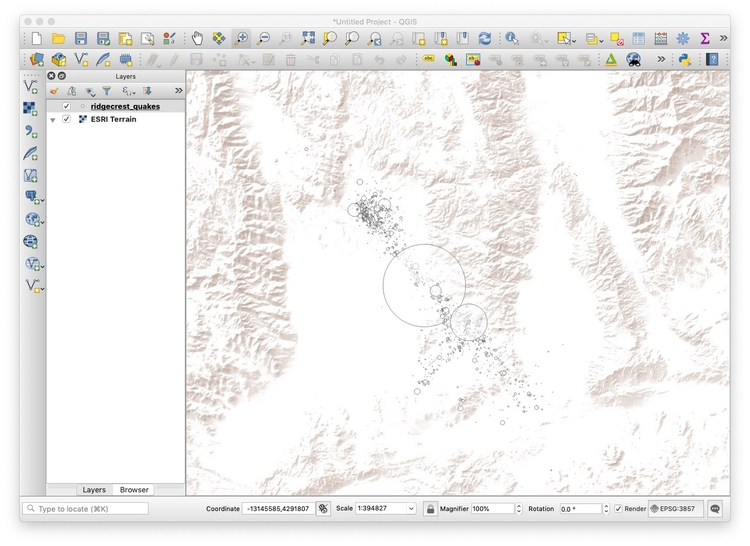 *Untitled Project - QGIS
Layers
ridgecrest_quakes
ESRI Terrain
Layers Browser
Type to locate (⌘K) Coordinate -13145585,4291807 Scale 1:394827 Magnifier 100% Rotation 0.0 ° Render EPSG:3857